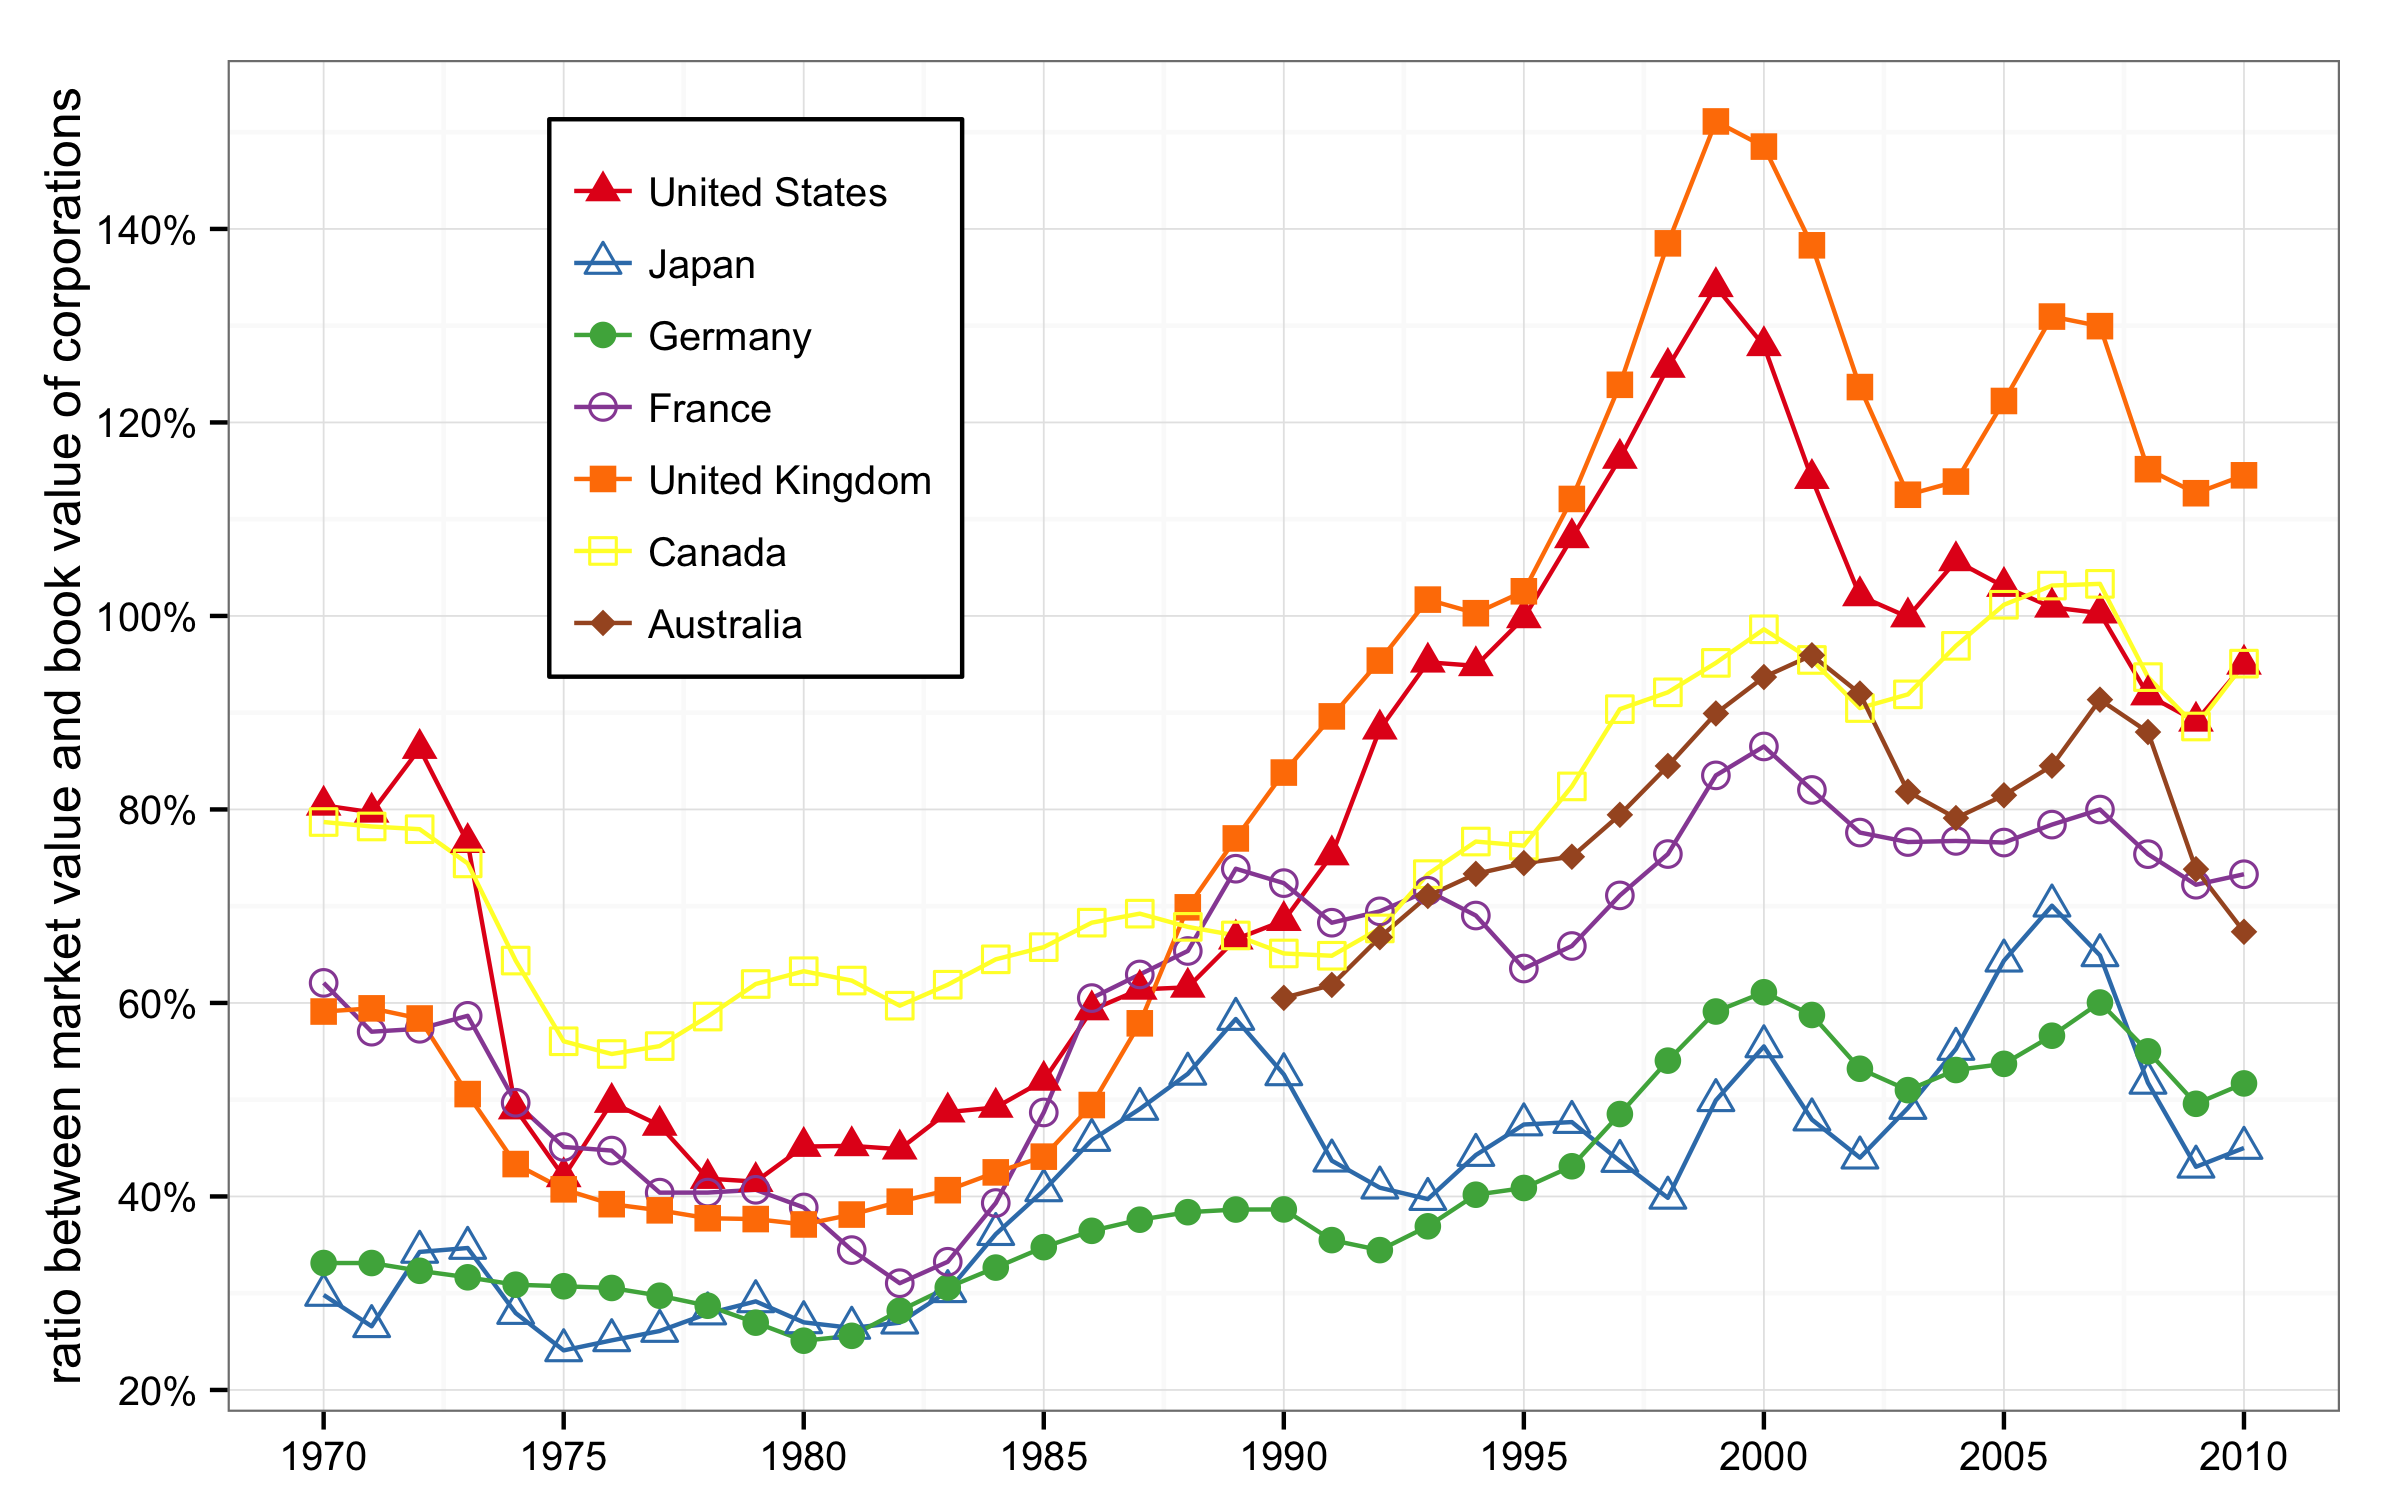 ratio between market value and book value of corporations
140%
120%
100%
80%
60%
40%
20%
United States
Japan
Germany
France
United Kingdom
Canada
Australia
1970 1975 1980 1985 1990 1995 2000 2005 2010